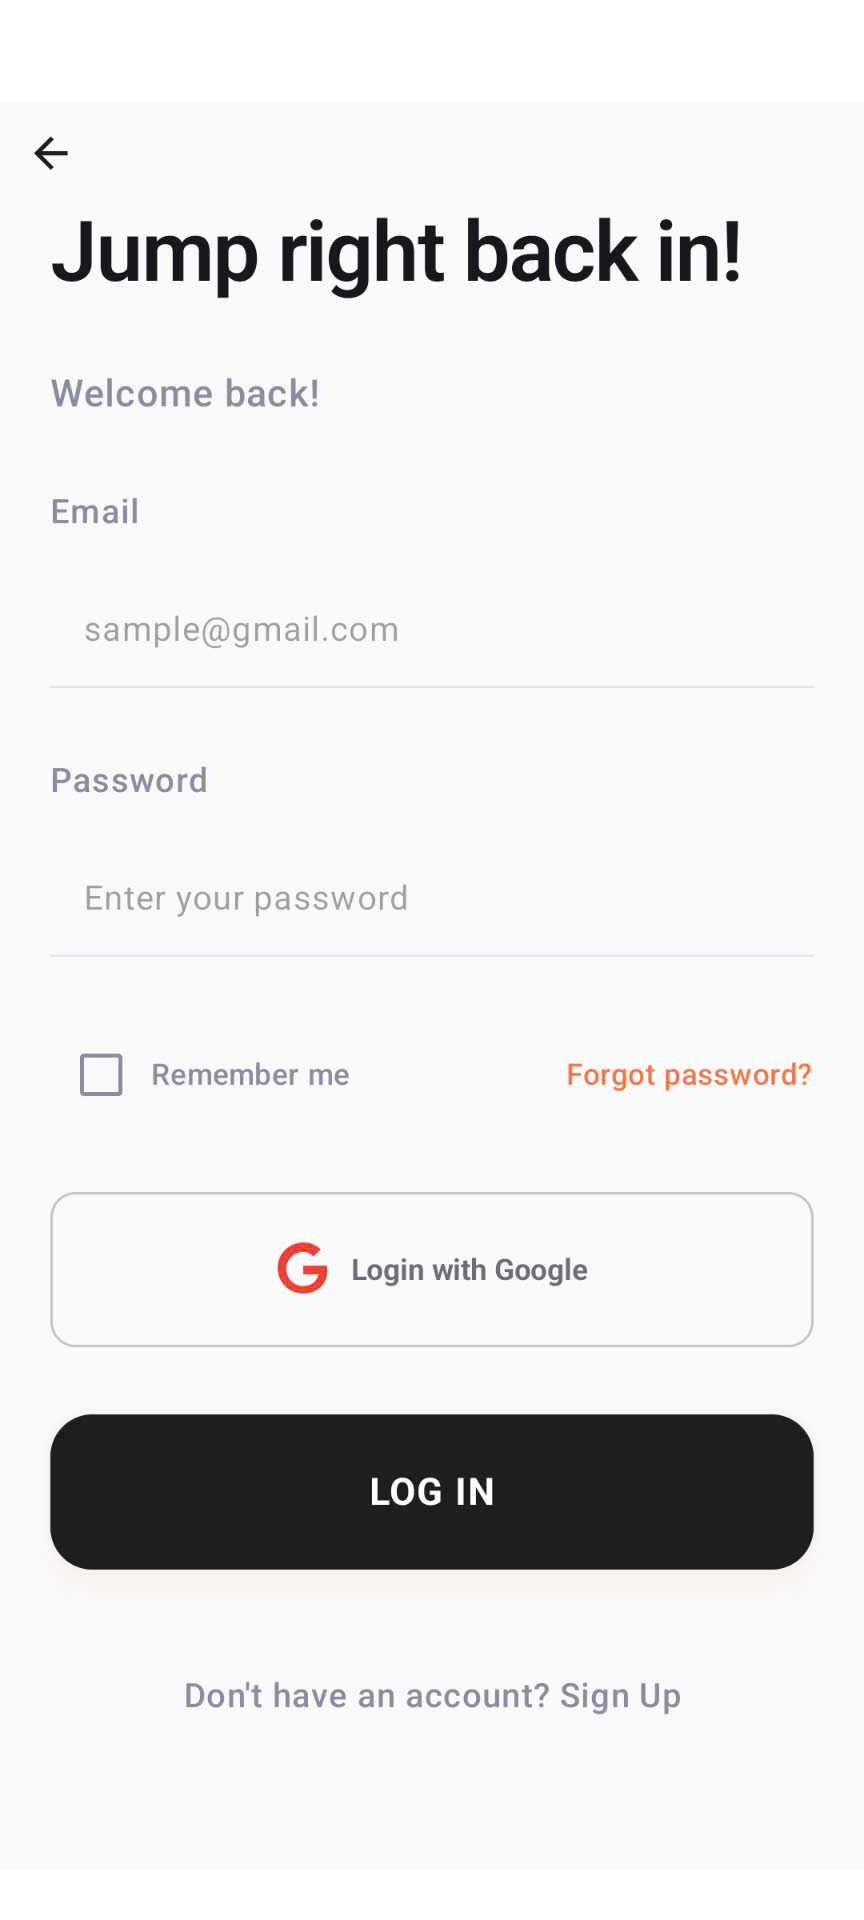 Jump right back in!
Welcome back!
Email
sample@gmail.com
Password
Enter your password
Remember me
Forgot password?
Login with Google
LOG IN
Don't have an account? Sign Up